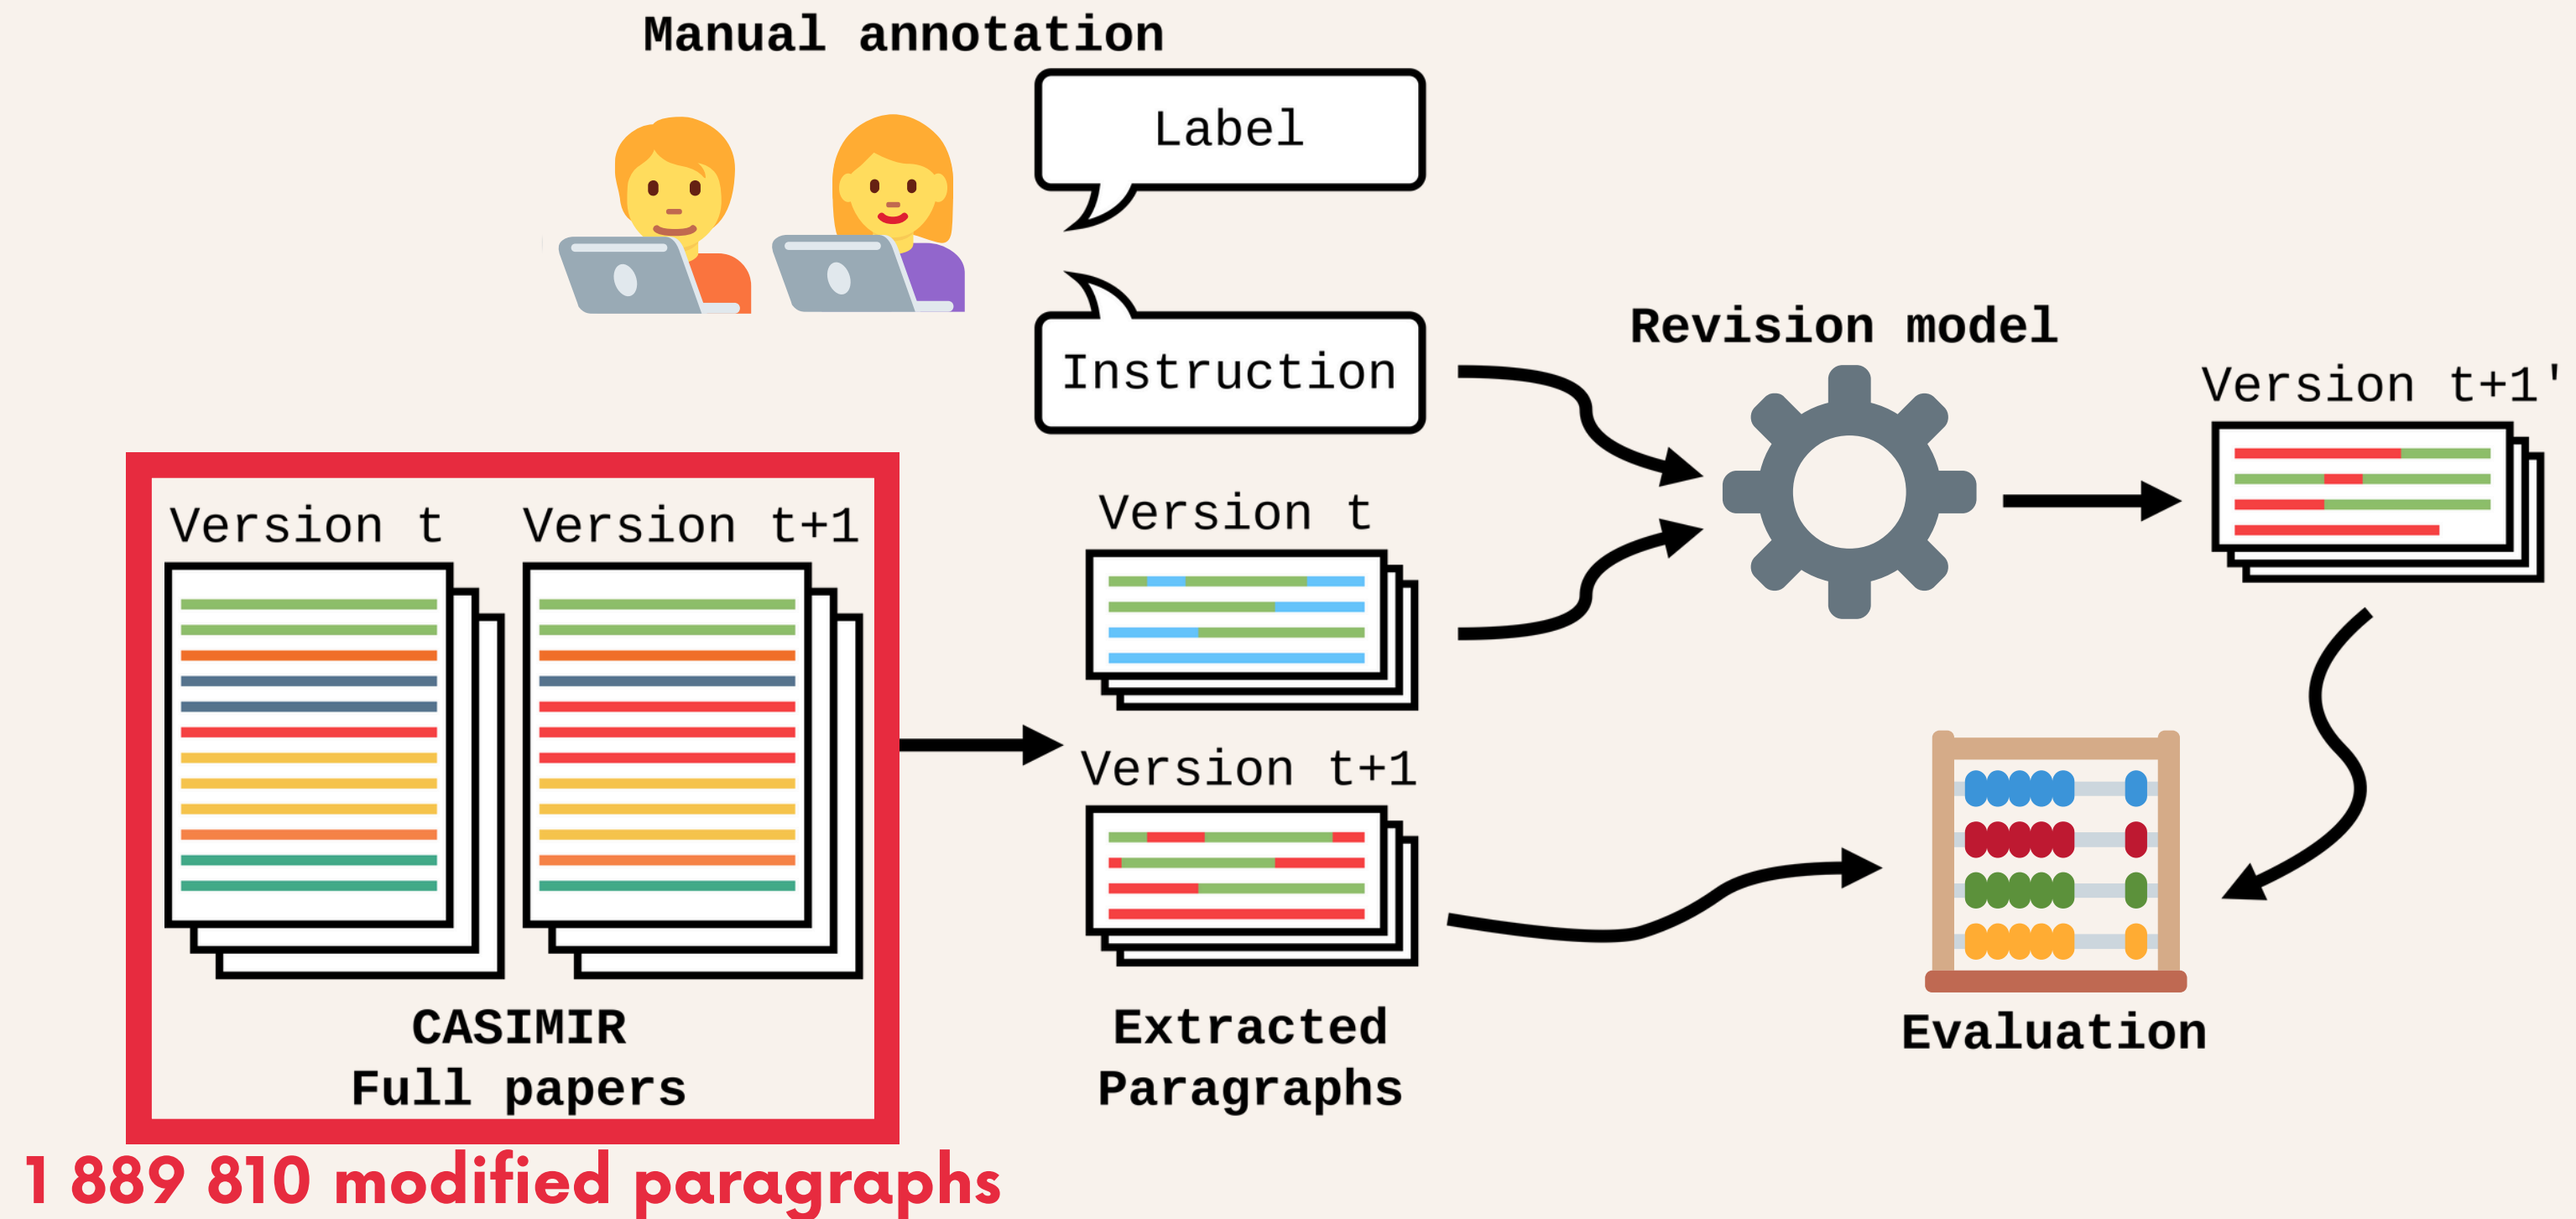 Manual annotation
Label
Instruction
Revision model
Version t+1'
Version t
Version t+1
Version t
Version t+1
CASIMIR
Full papers
Extracted
Paragraphs
Evaluation
1 889 810 modified paragraphs